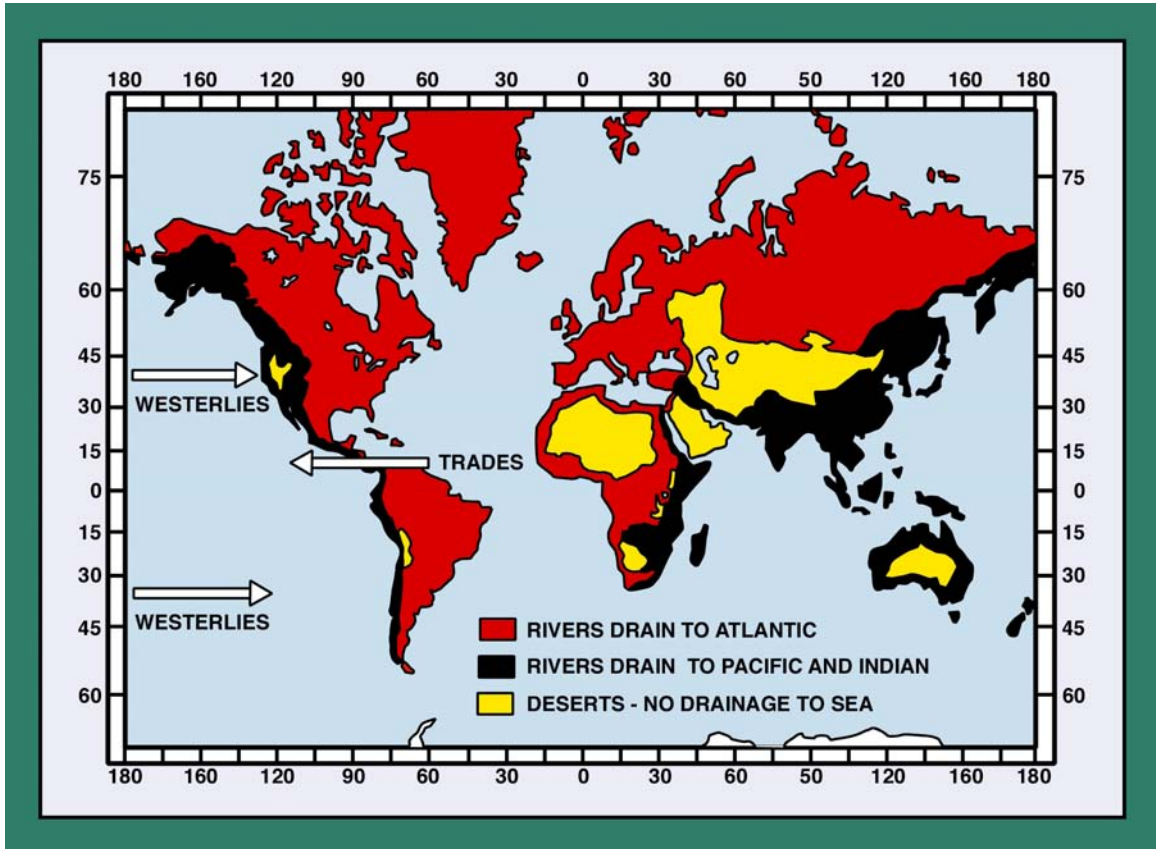 180 160 120 90 60 30 0 30 60 50 120 160 180
75 75
60 60
45 45
WESTERLIES
30 30
15 15
TRADES
0 0
15 15
30 30
WESTERLIES
45 45
RIVERS DRAIN TO ATLANTIC
RIVERS DRAIN TO PACIFIC AND INDIAN
60 60
DESERTS - NO DRAINAGE TO SEA
180 160 120 90 60 30 0 30 60 50 120 160 180